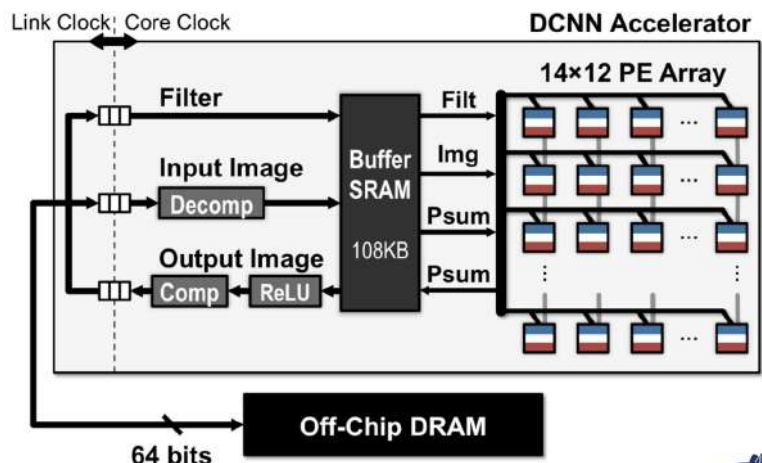 Link Clock Core Clock
DCNN Accelerator
14×12 PE Array
Filter
Filt
Input Image
Decomp
Img
Buffer
SRAM
108KB
Psum
Output Image
Comp
ReLU
Psum
...
...
...
...
...
...
Off-Chip DRAM
64 bits